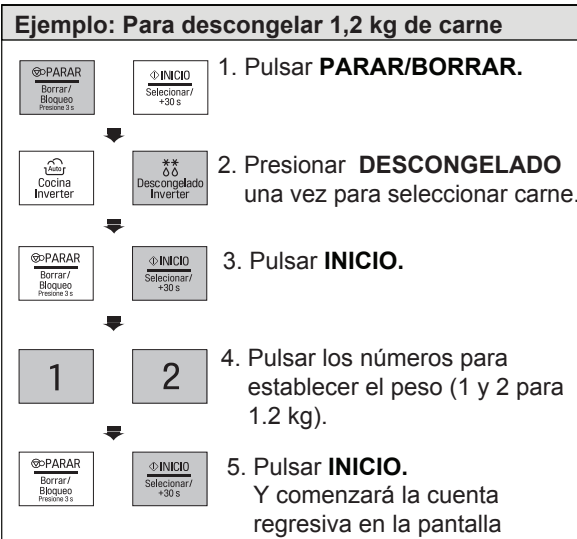 Ejemplo: Para descongelar 1,2 kg de carne
PARAR
Borrar/
Bloqueo
Presione 3 s
INICIO
Selecionar/
+30 s
1. Pulsar PARAR/BORRAR.
Auto
Cocina
Inverter
Descongelado
Inverter
2. Presionar DESCONGELADO
una vez para seleccionar carne.
PARAR
Borrar/
Bloqueo
Presione 3 s
INICIO
Selecionar/
+30 s
3. Pulsar INICIO.
1
2
4. Pulsar los números para
establecer el peso (1 y 2 para
1.2 kg).
PARAR
Borrar/
Bloqueo
Presione 3 s
INICIO
Selecionar/
+30 s
5. Pulsar INICIO.
Y comenzará la cuenta
regresiva en la pantalla